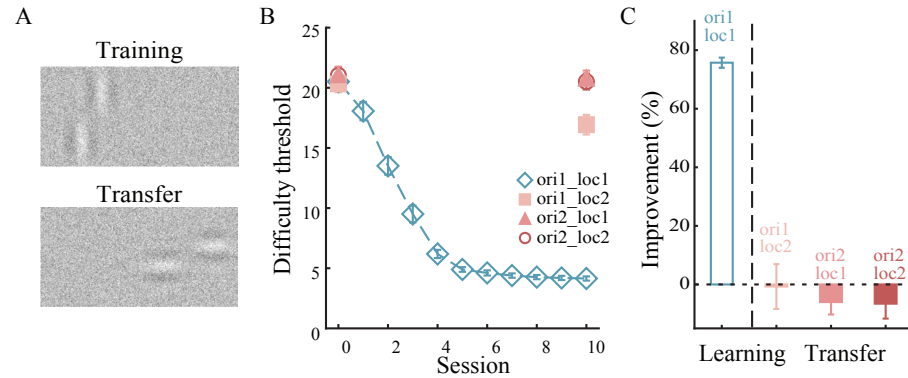 A
Training
Transfer
B
Difficulty threshold
25
20
15
10
5
0
0
2
4
6
8
10
Session
ori1_loc1
ori1_loc2
ori2_loc1
ori2_loc2
C
Improvement (%)
80
60
40
20
0
ori1
loc1
ori1
loc2
ori2
loc1
ori2
loc2
Learning
Transfer